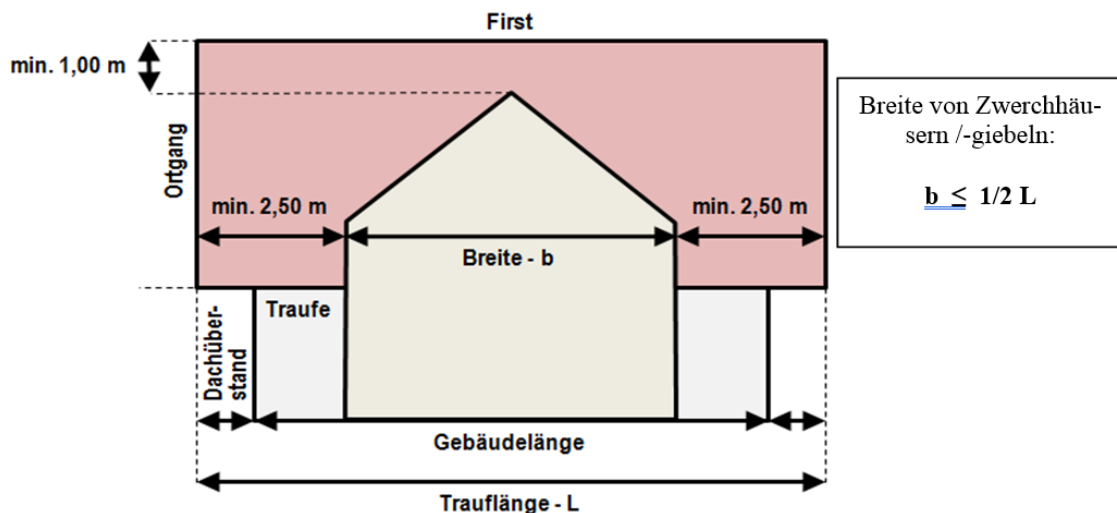 First
min. 1,00 m
Ortgang
min. 2,50 m
min. 2,50 m
Breite - b
Traufe
Dachüber-
stand
Gebäudelänge
Trauflänge - L
Breite von Zwerchhäu-
sern /-giebeln:
b ≤ 1/2 L